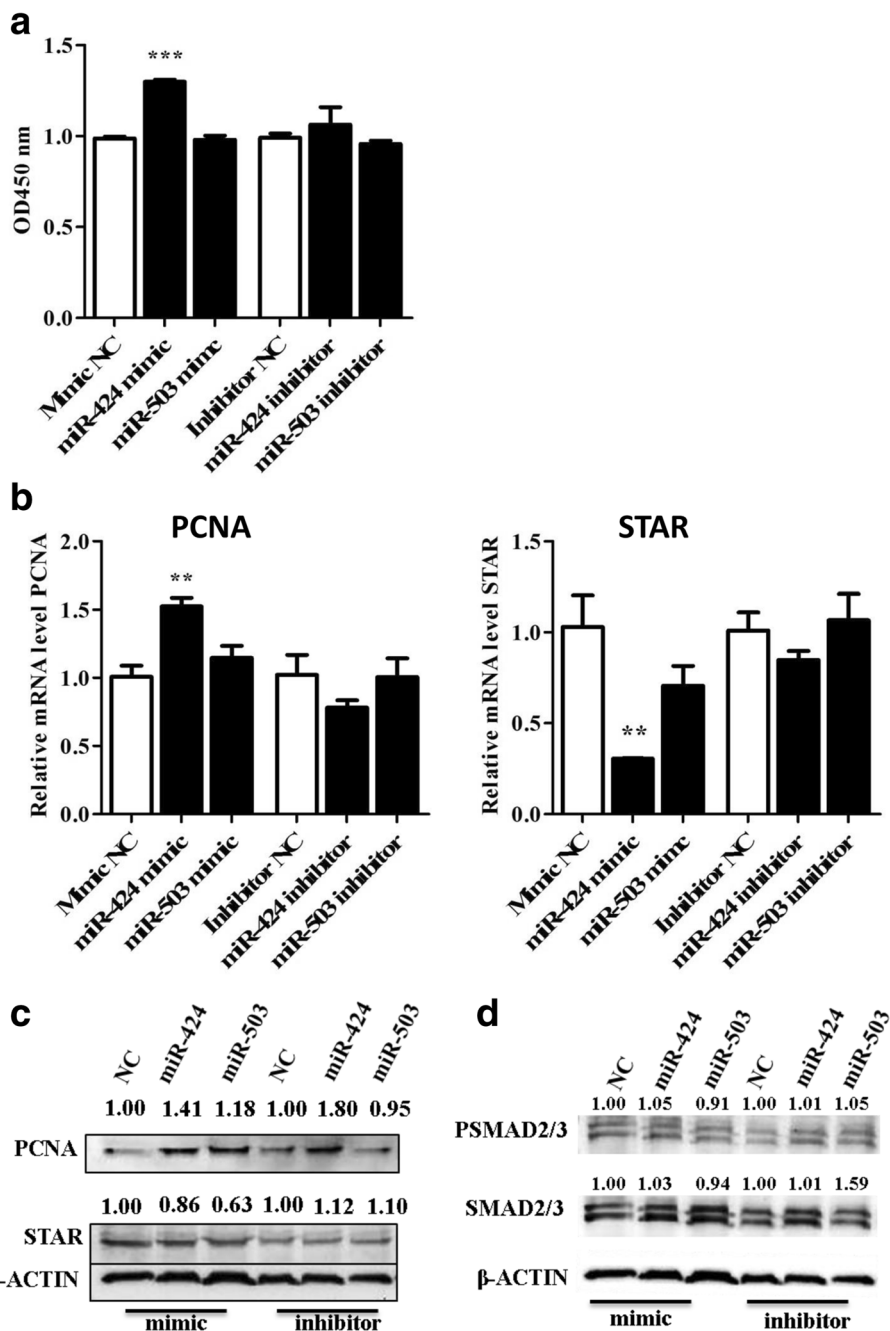 a
OD450 nm
1.5
1.0
0.5
0.0
***
Mimic NC
miR-424 mimic
miR-503 mimc
Inhibitor NC
miR-424 inhibitor
miR-503 inhibitor
b
PCNA
Relative mRNA level PCNA
2.0
1.5
1.0
0.5
0.0
**
Mimic NC
miR-424 mimic
miR-503 mimic
Inhibitor NC
miR-424 inhibitor
miR-503 inhibitor
STAR
Relative mRNA level STAR
1.5
1.0
0.5
0.0
**
Mimic NC
miR-424 mimic
miR-503 mimc
Inhibitor NC
miR-424 inhibitor
miR-503 inhibitor
c
NC miR-424 miR-503 NC miR-424 miR-503
1.00 1.41 1.18 1.00 1.80 0.95
PCNA
1.00 0.86 0.63 1.00 1.12 1.10
STAR
-ACTIN
mimic inhibitor
d
NC miR-424 miR-503 NC miR-424 miR-503
1.00 1.05 0.91 1.00 1.01 1.05
PSMAD2/3
1.00 1.03 0.94 1.00 1.01 1.59
SMAD2/3
β-ACTIN
mimic inhibitor